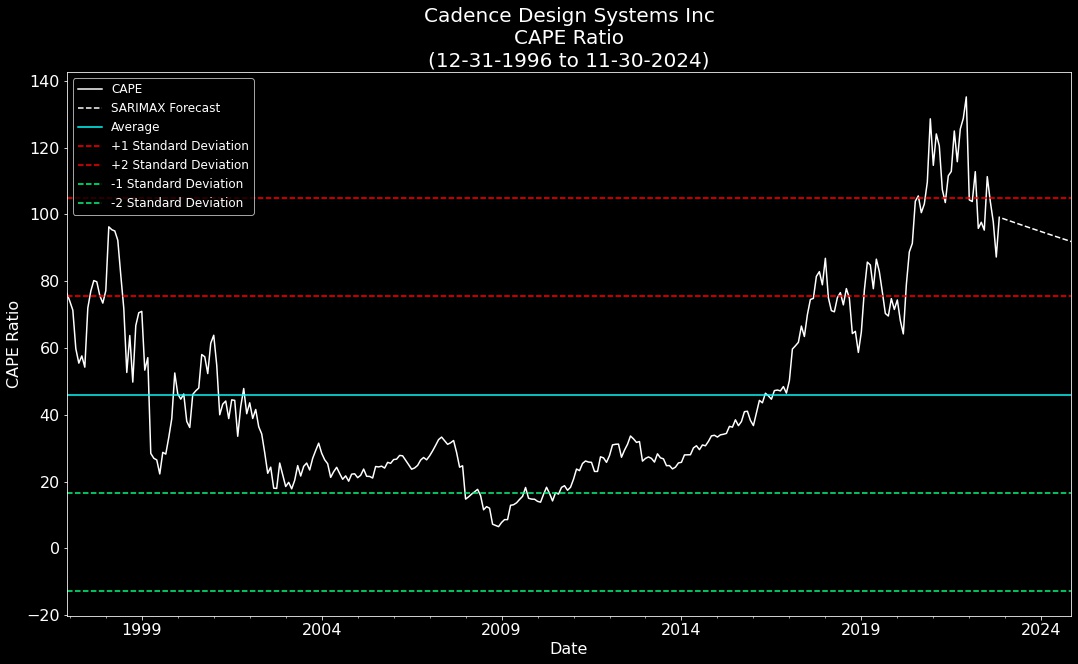 Cadence Design Systems Inc
CAPE Ratio
(12-31-1996 to 11-30-2024)
CAPE
SARIMAX Forecast
Average
+1 Standard Deviation
+2 Standard Deviation
-1 Standard Deviation
-2 Standard Deviation
CAPE Ratio
140
120
100
80
60
40
20
0
−20
1999
2004
2009
2014
2019
2024
Date